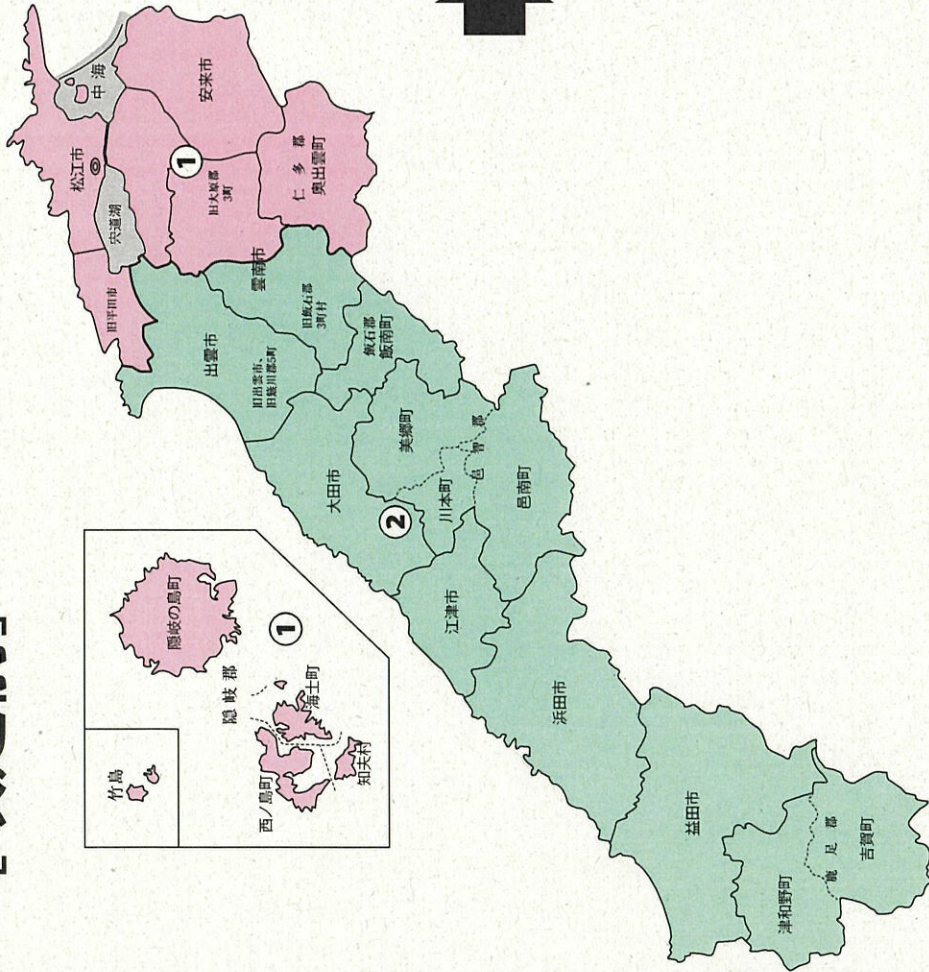 竹島
隠岐の島町
隠岐郡
西ノ島町
海士町
知夫村
①
松江市
中海
宍道湖
安来市
①
旧大原郡
3町
仁多郡
奥出雲町
旧平田市
出雲市
旧出雲市、
旧簸川郡5町
雲南市
旧飯石郡
3町村
飯石郡
飯南町
大田市
②
美郷町
川本町
邑智郡
邑南町
江津市
浜田市
益田市
津和野町
鹿足郡
吉賀町